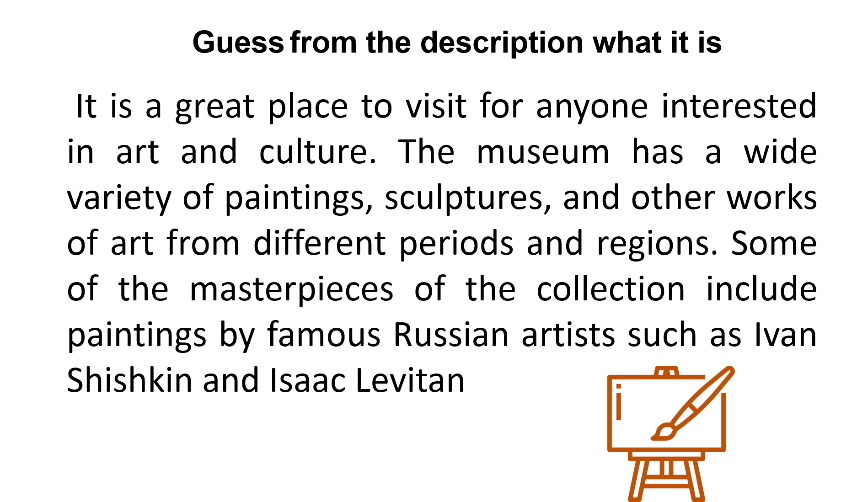 Guess from the description what it is
It is a great place to visit for anyone interested
in art and culture. The museum has a wide
variety of paintings, sculptures, and other works
of art from different periods and regions. Some
of the masterpieces of the collection include
paintings by famous Russian artists such as Ivan
Shishkin and Isaac Levitan